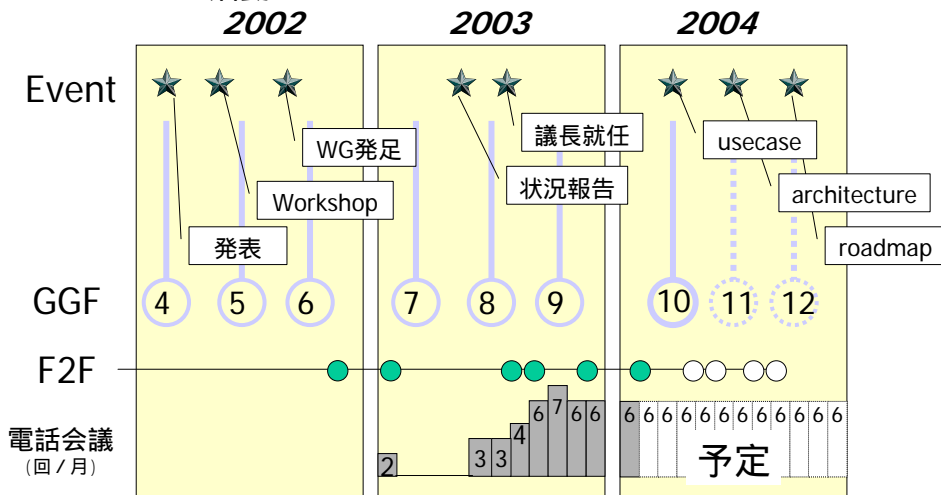 2002 2003 2004
Event
WG発足
議長就任
usecase
Workshop
状況報告
architecture
発表
roadmap
GGF
4 5 6 7 8 9 10 11 12
F2F
電話会議
(回/月)
2 3 3 4 6 7 6 6 6 6 6 6 6 6 6 6 6 6 6 6
予定